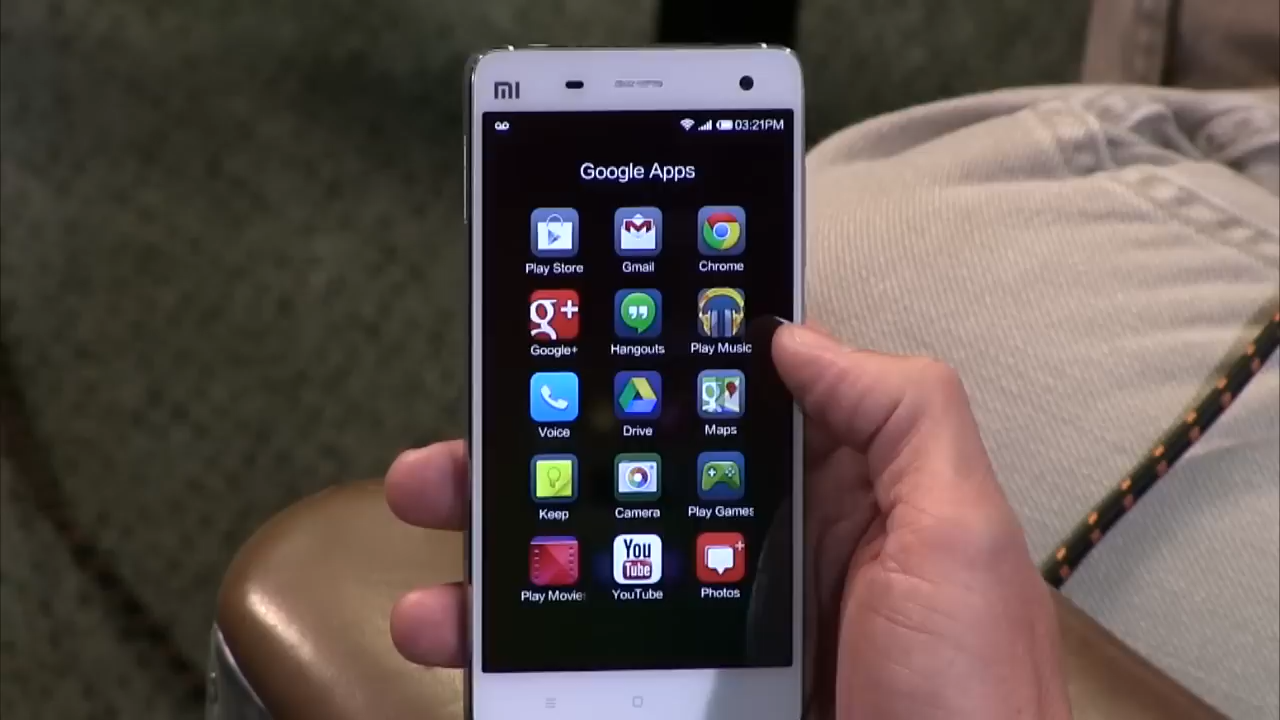 mi
03:21PM
Google Apps
Play Store Gmail Chrome
g+
Google+ Hangouts Play Music
Voice Drive Maps
g
Keep Camera Play Games
You
Tube
Play Movie YouTube Photos